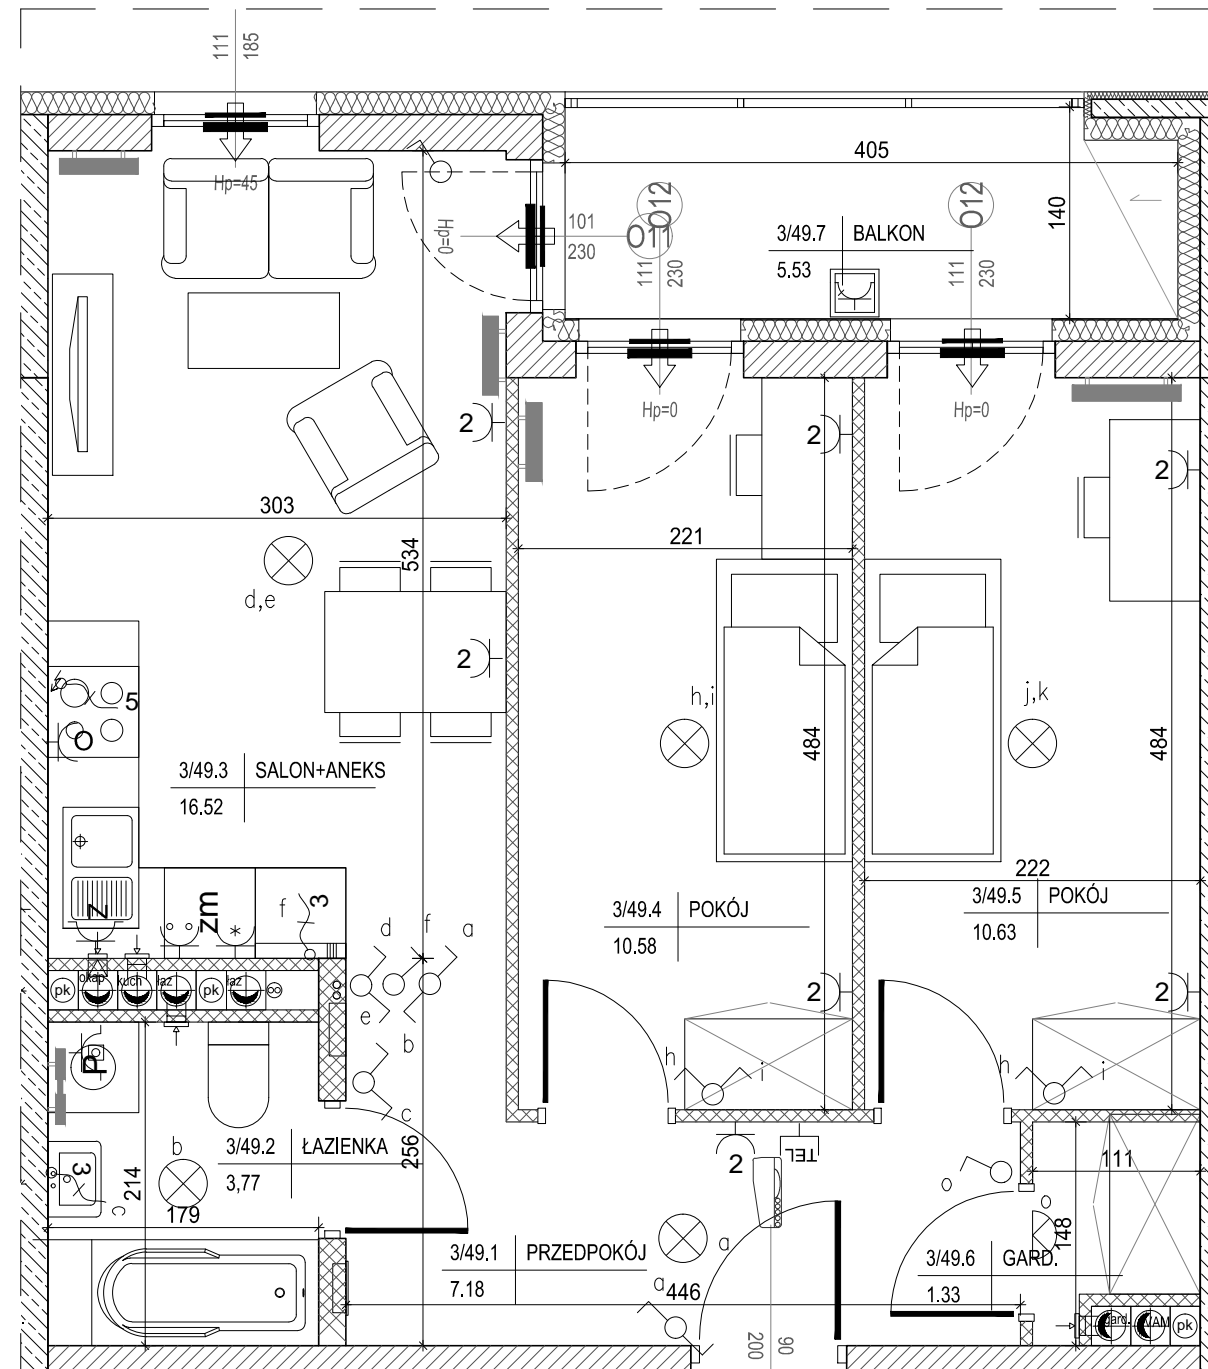 111
185
Hp=45
405
140
O12
O12
O11
101
230
Hp=0
111
230
111
230
3/49.7 BALKON
5.53
Hp=0
Hp=0
2
2
2
303
534
221
d,e
2
h,i
j,k
5
484
484
3/49.3 SALON+ANEKS
16.52
222
z
zm
*
f
3
3/49.4 POKÓJ
10.58
3/49.5 POKÓJ
10.63
d
f
a
pk
okap
kuch
łaz
pk
łaz
2
2
e
b
c
h
i
h
i
p
b
3/49.2 ŁAZIENKA
3,77
256
2
TEL
111
3
c
214
179
o
o
148
3/49.1 PRZEDPOKÓJ
7.18
a
3/49.6 GARD.
1.33
a
446
90
200
gard.
pk